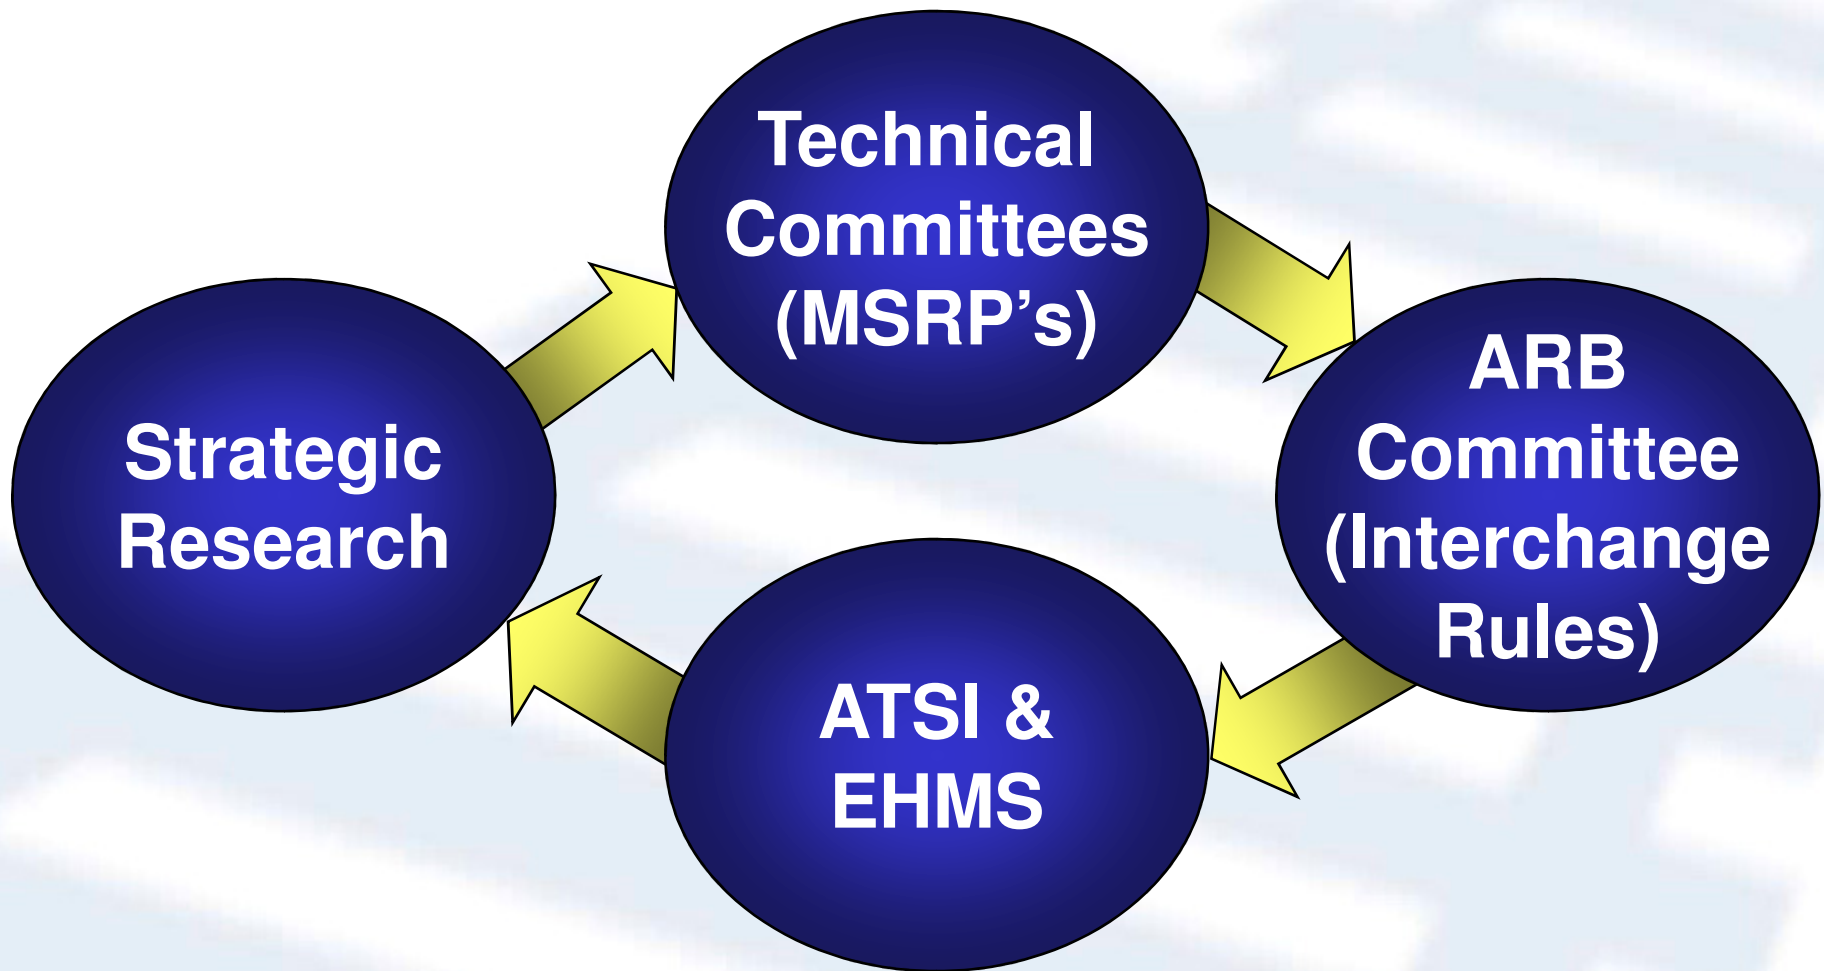 Technical
Committees
(MSRP’s)
ARB
Committee
(Interchange
Rules)
Strategic
Research
ATSI &
EHMS